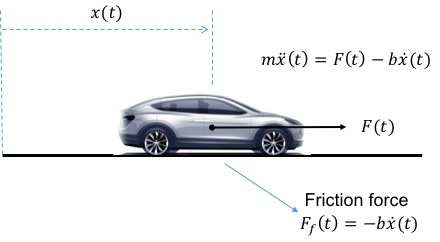 x(t)
mẍ(t) = F(t) − bẋ(t)
F(t)
Friction force
F_f(t) = −bẋ(t)